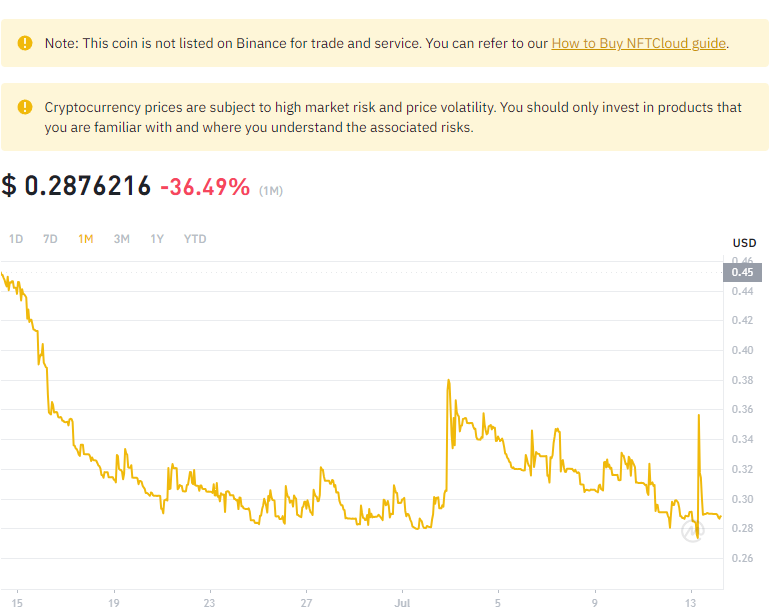 Note: This coin is not listed on Binance for trade and service. You can refer to our How to Buy NFTCloud guide.
Cryptocurrency prices are subject to high market risk and price volatility. You should only invest in products that
you are familiar with and where you understand the associated risks.
$ 0.2876216 -36.49% (1M)
1D 7D 1M 3M 1Y YTD
USD
0.46
0.45
0.44
0.42
0.40
0.38
0.36
0.34
0.32
0.30
0.28
0.26
15 19 23 27 Jul 5 9 13